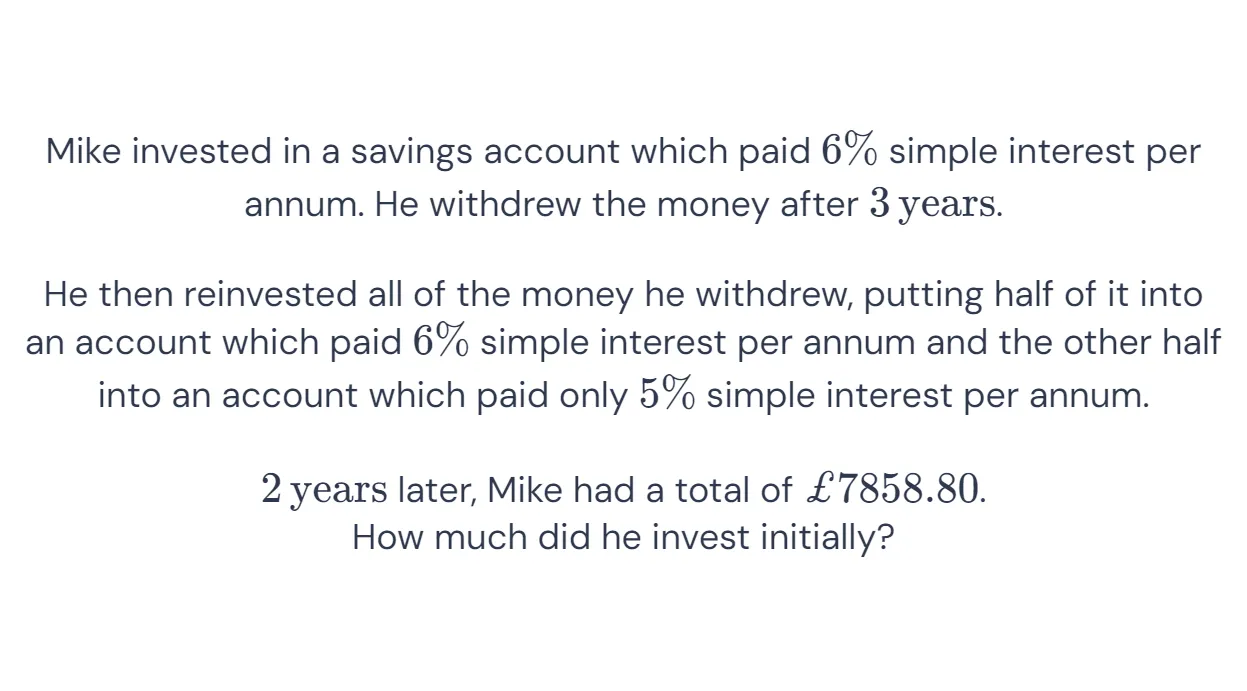 Mike invested in a savings account which paid 6% simple interest per
annum. He withdrew the money after 3 years.
He then reinvested all of the money he withdrew, putting half of it into
an account which paid 6% simple interest per annum and the other half
into an account which paid only 5% simple interest per annum.
2 years later, Mike had a total of £7858.80.
How much did he invest initially?